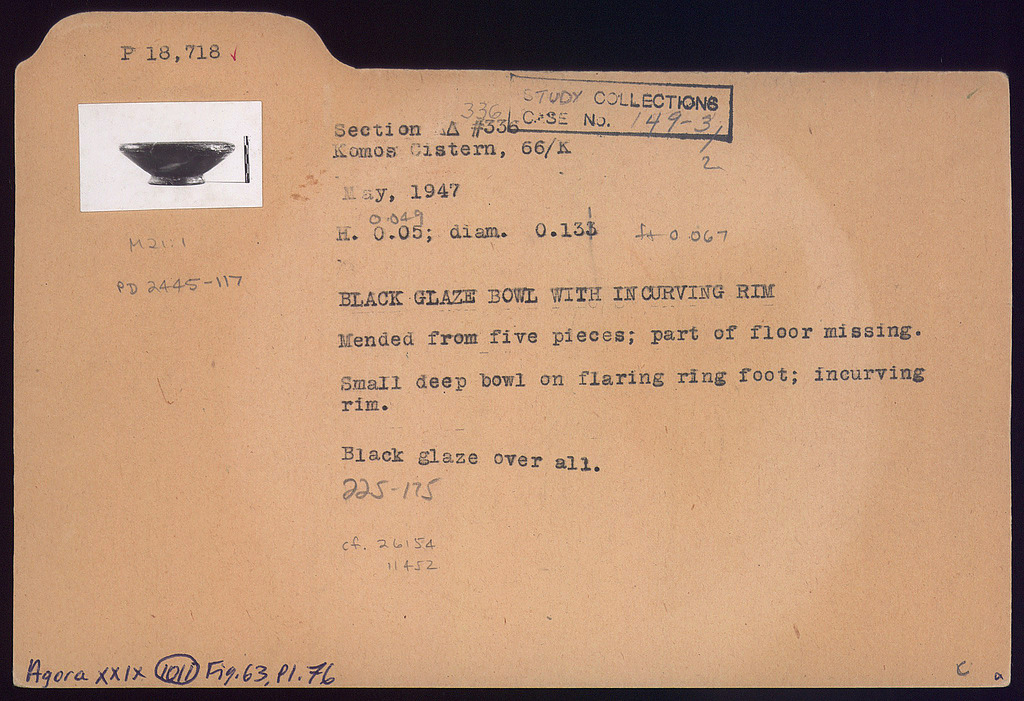 P 18,718 ✓
STUDY COLLECTIONS
CASE No. 149-3/2
336
Section ΔΔ #336
Komos Cistern, 66/K
May, 1947
0.049
H. 0.05; diam. 0.133 ft 0.067
M2111
PD 2445-117
BLACK GLAZE BOWL WITH INCURVING RIM
Mended from five pieces; part of floor missing.
Small deep bowl on flaring ring foot; incurving
rim.
Black glaze over all.
225-175
cf. 26154
11452
Agora XXIX 1011 Fig.63, Pl.76
C a